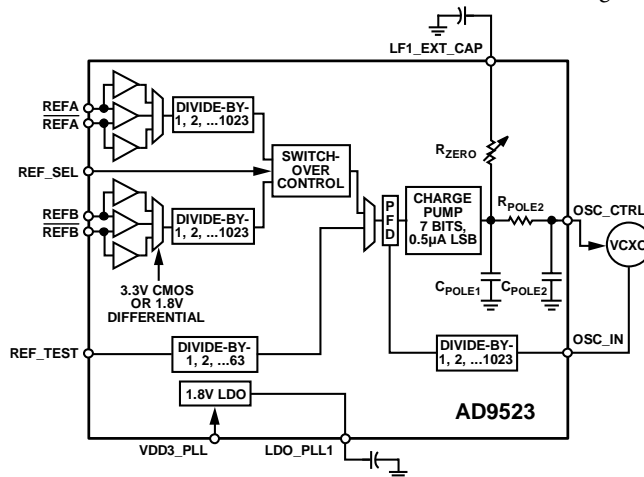 LF1_EXT_CAP
REFA
REFA
DIVIDE-BY-
1, 2, ...1023
REF_SEL
SWITCH-
OVER
CONTROL
RZERO
REFB
REFB
DIVIDE-BY-
1, 2, ...1023
3.3V CMOS
OR 1.8V
DIFFERENTIAL
PFD
CHARGE
PUMP
7 BITS,
0.5µA LSB
RPOLE2
OSC_CTRL
VCXO
CPOLE1
CPOLE2
REF_TEST
DIVIDE-BY-
1, 2, ...63
DIVIDE-BY-
1, 2, ...1023
OSC_IN
1.8V LDO
AD9523
VDD3_PLL
LDO_PLL1